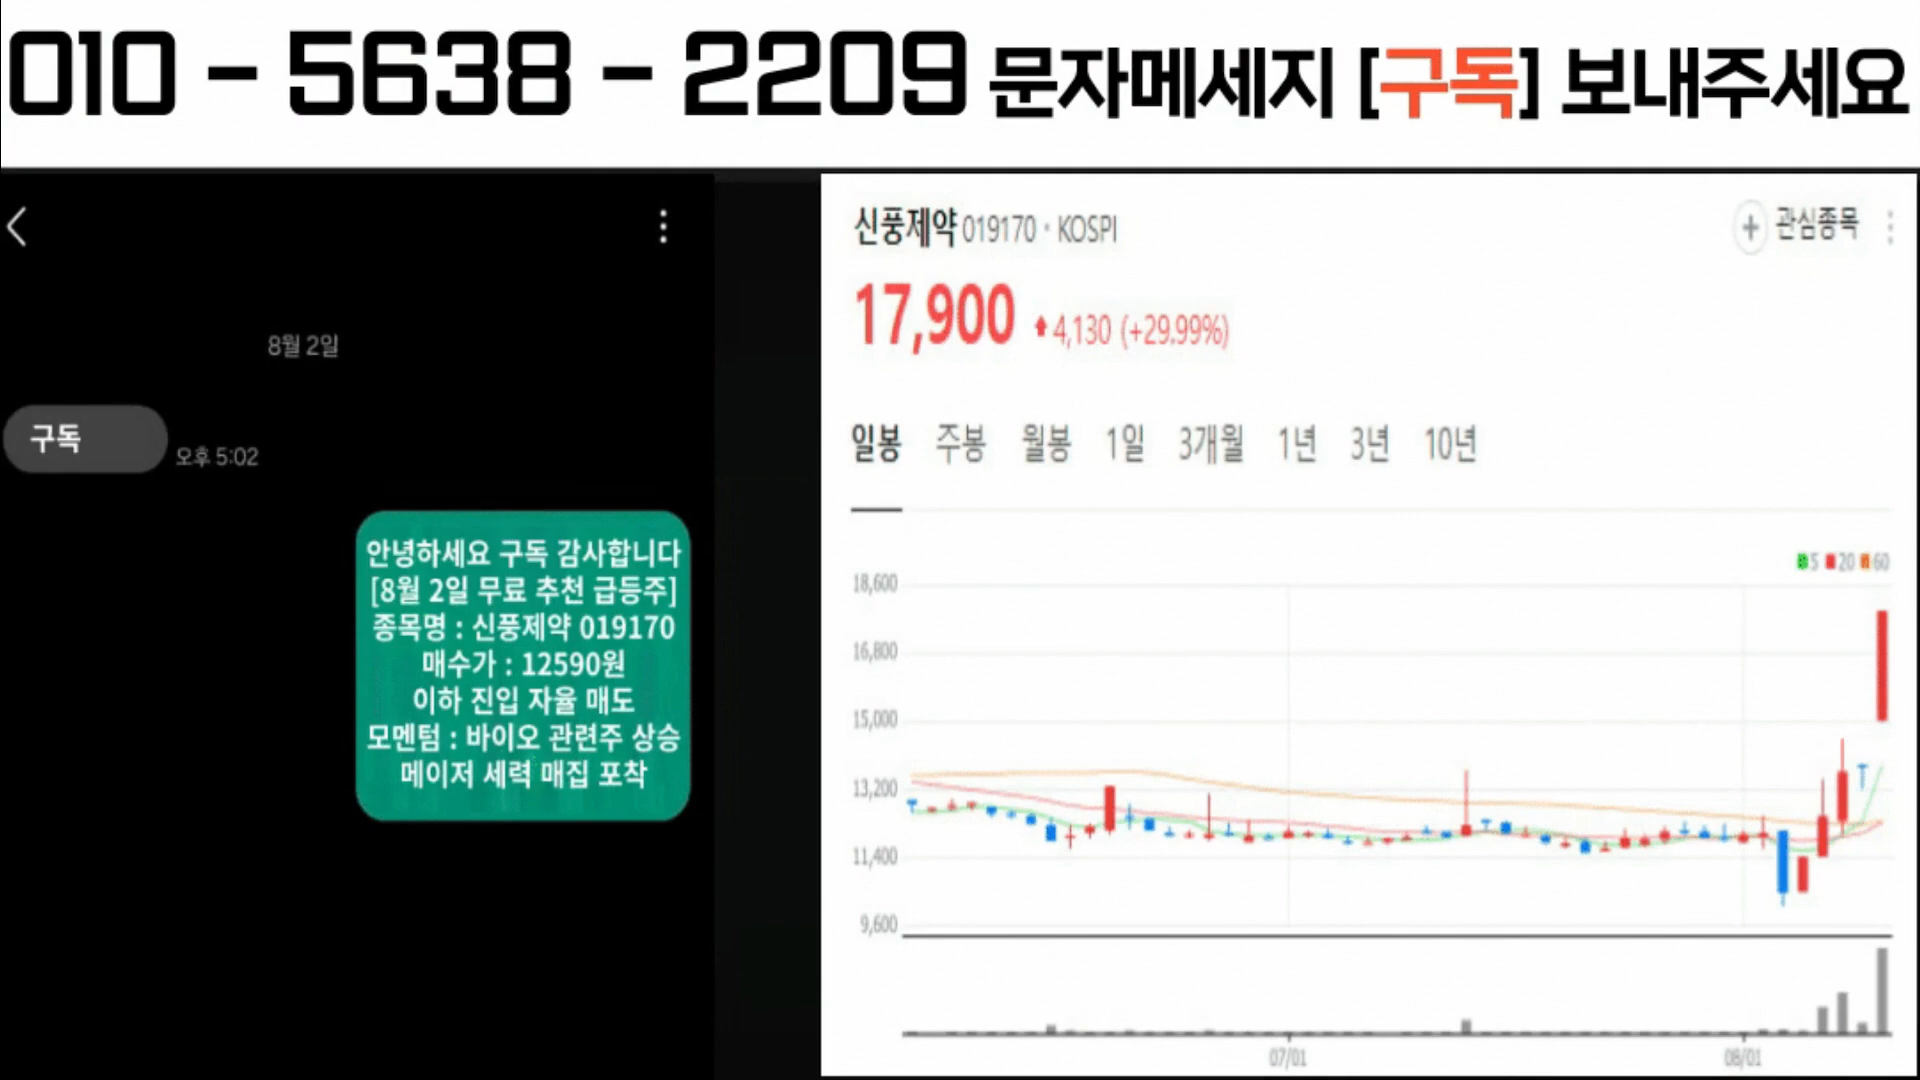 010 - 5638 - 2209 문자메세지 [구독] 보내주세요
8월 2일
구독
오후 5:02
안녕하세요 구독 감사합니다
[8월 2일 무료 추천 급등주]
종목명 : 신풍제약 019170
매수가 : 12590원
이하 진입 자율 매도
모멘텀 : 바이오 관련주 상승
메이저 세력 매집 포착
신풍제약 019170 · KOSPI
+ 관심종목
17,900 4,130 (+29.99%)
일봉 주봉 월봉 1일 3개월 1년 3년 10년
5 20 60
18,600
16,800
15,000
13,200
11,400
9,600
07/01 08/01